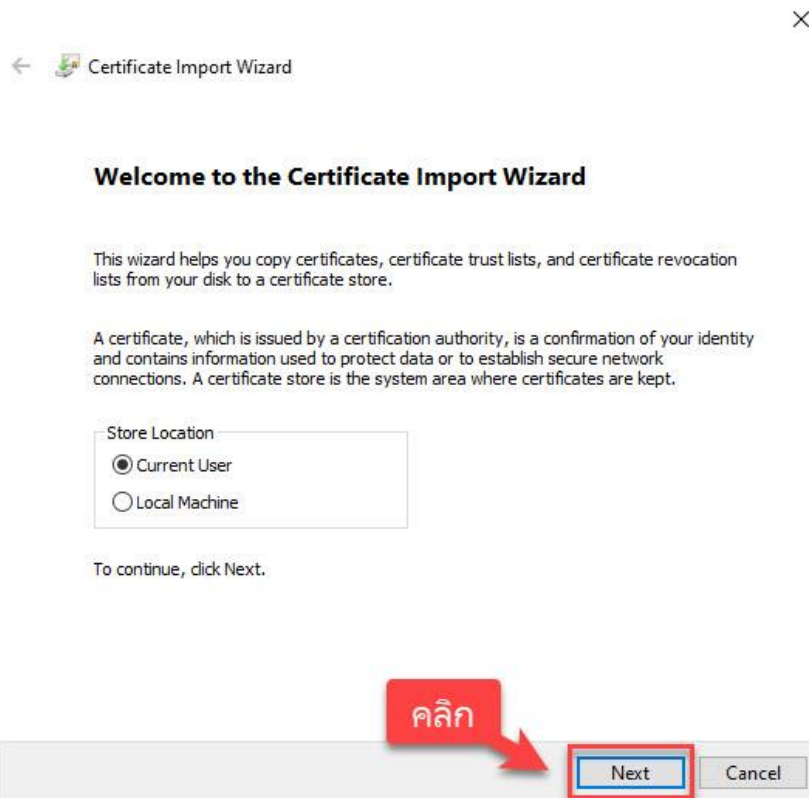 Certificate Import Wizard
Welcome to the Certificate Import Wizard
This wizard helps you copy certificates, certificate trust lists, and certificate revocation
lists from your disk to a certificate store.
A certificate, which is issued by a certification authority, is a confirmation of your identity
and contains information used to protect data or to establish secure network
connections. A certificate store is the system area where certificates are kept.
Store Location
Current User
Local Machine
To continue, click Next.
คลิก
Next Cancel